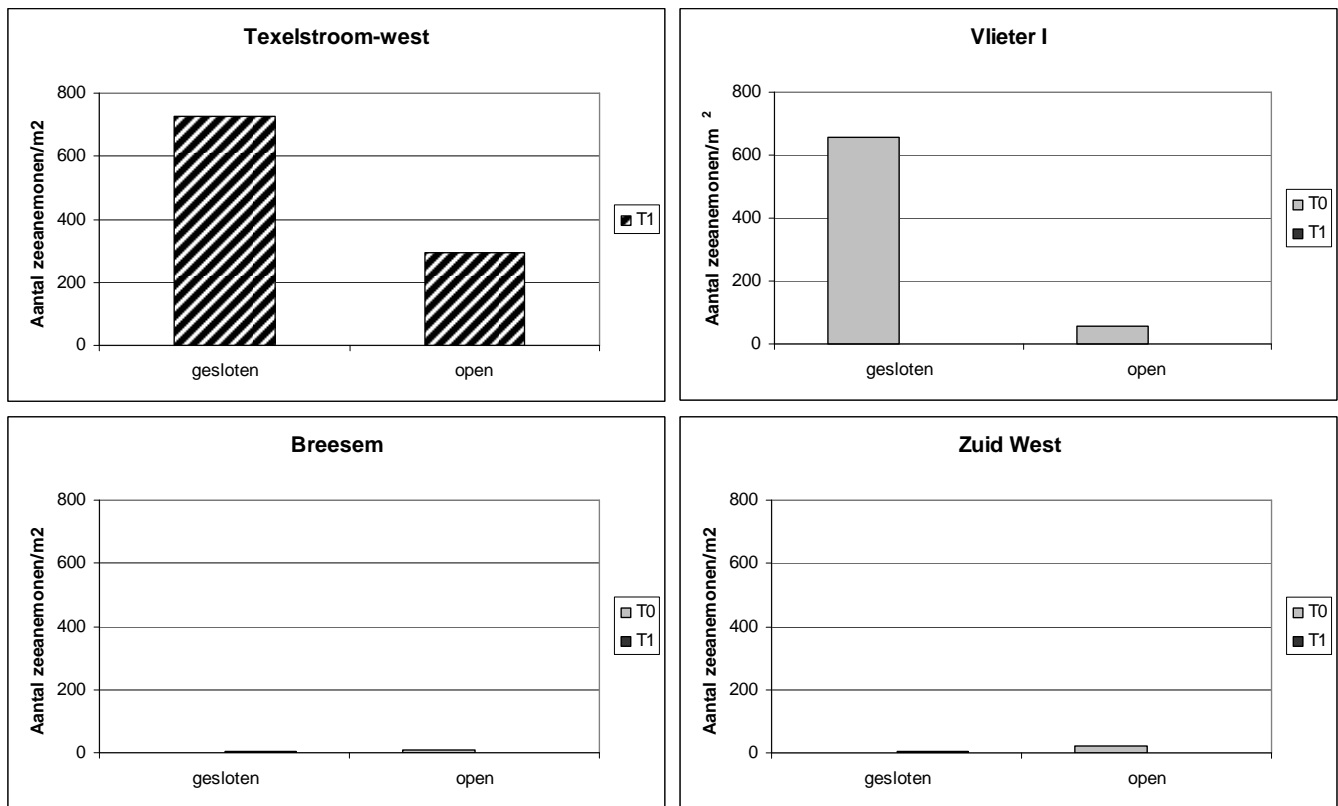 Texelstroom-west
Aantal zeeanemonen/m2
800
600
400
200
0
gesloten open
T1
Vlieter I
Aantal zeeanemonen/m ²
800
600
400
200
0
gesloten open
T0
T1
Breesem
Aantal zeeanemonen/m2
800
600
400
200
0
gesloten open
T0
T1
Zuid West
Aantal zeeanemonen/m2
800
600
400
200
0
gesloten open
T0
T1